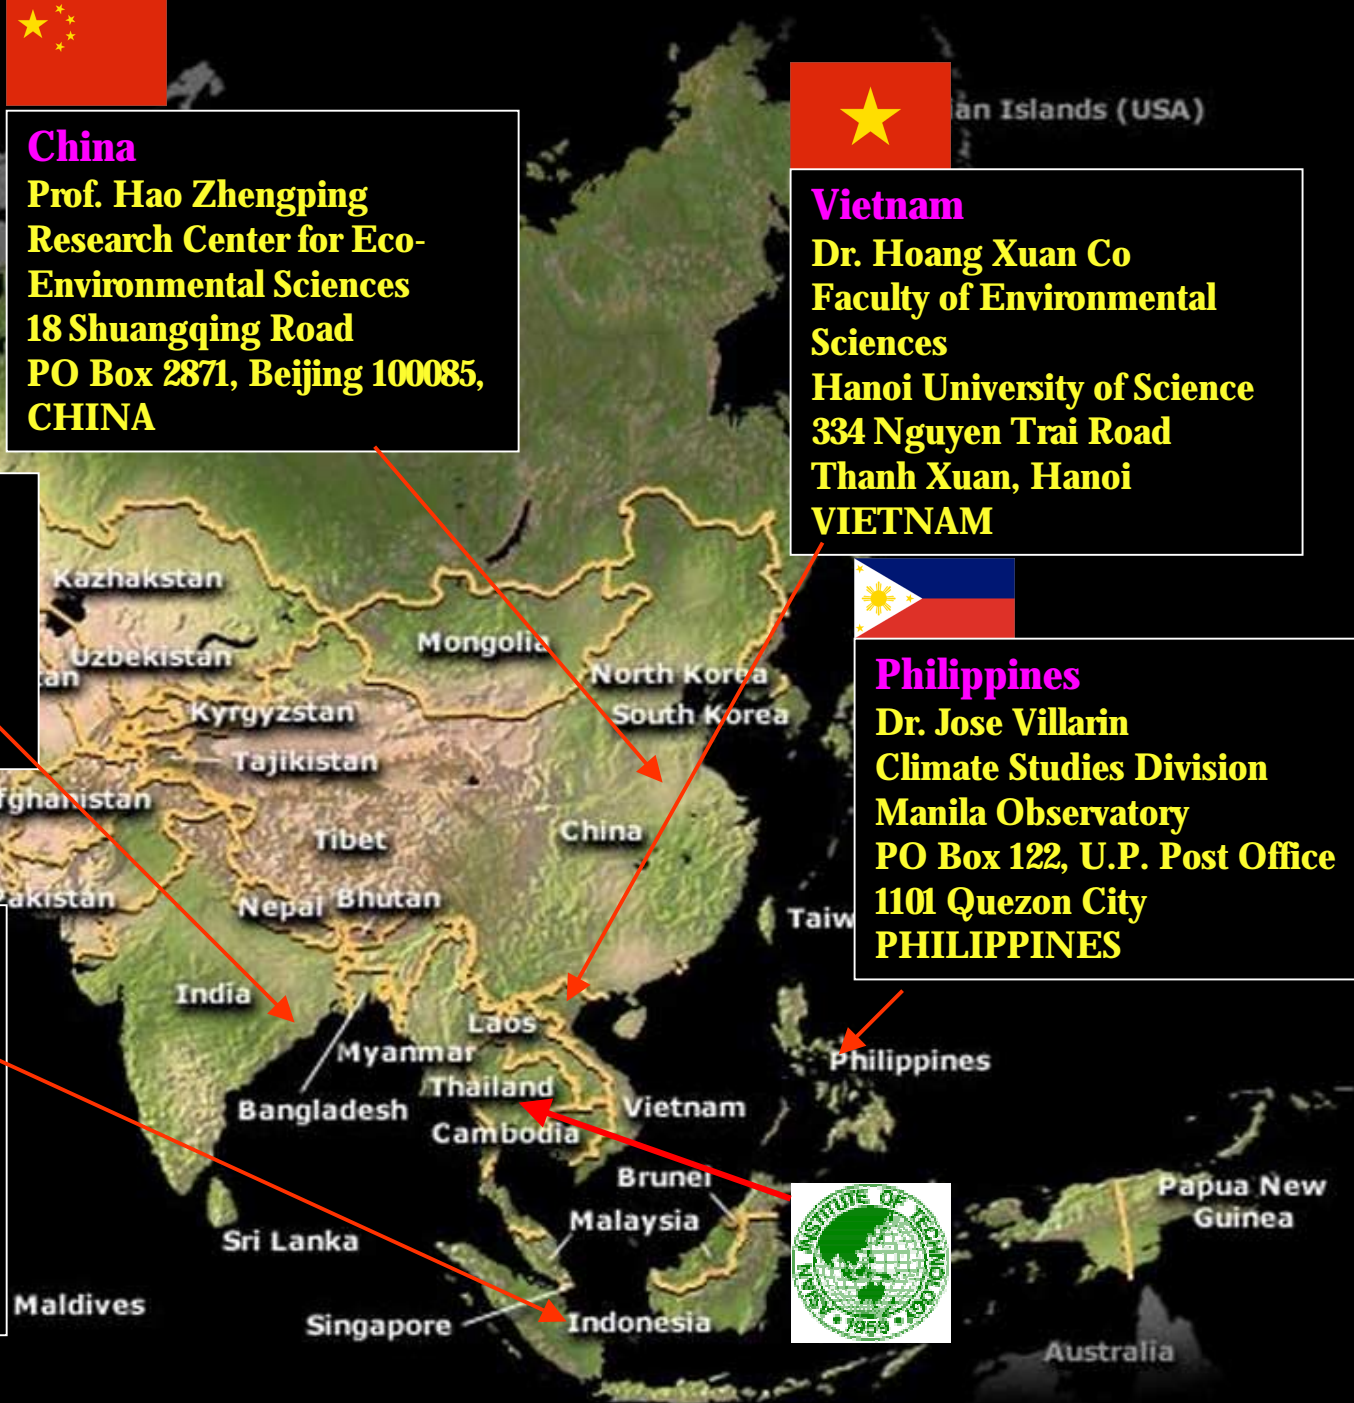 China
Prof. Hao Zhengping
Research Center for Eco-
Environmental Sciences
18 Shuangqing Road
PO Box 2871, Beijing 100085,
CHINA
ian Islands (USA)
Vietnam
Dr. Hoang Xuan Co
Faculty of Environmental
Sciences
Hanoi University of Science
334 Nguyen Trai Road
Thanh Xuan, Hanoi
VIETNAM
Philippines
Dr. Jose Villarin
Climate Studies Division
Manila Observatory
PO Box 122, U.P. Post Office
1101 Quezon City
PHILIPPINES
Kazhakstan
Mongolia
Uzbekistan
tan
North Korea
Kyrgyzstan
South Korea
Tajikistan
fghanistan
China
Tibet
akistan
Nepal
Bhutan
Taiw
India
Laos
Myanmar
Philippines
Thailand
Bangladesh
Vietnam
Cambodia
Brunei
Papua New
Guinea
Malaysia
Sri Lanka
Maldives
Singapore
Indonesia
Australia
ASIAN INSTITUTE OF TECHNOLOGY
1959